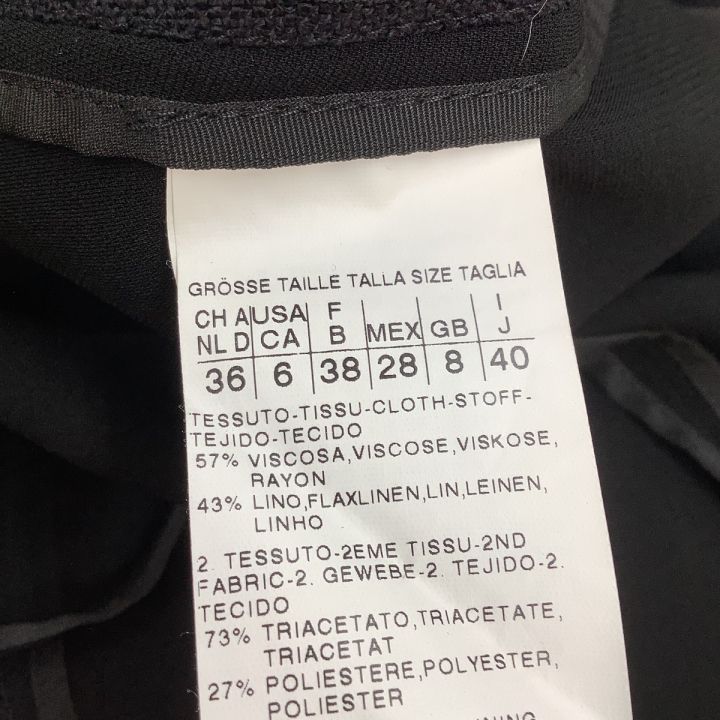 GRÖSSE TAILLE TALLA SIZE TAGLIA
CH A USA F MEX GB I
NL D CA B J
36 6 38 28 8 40
TESSUTO-TISSU-CLOTH-STOFF-
TEJIDO-TECIDO
57% VISCOSA,VISCOSE,VISKOSE,
RAYON
43% LINO,FLAXLINEN,LIN,LEINEN,
LINHO
2. TESSUTO-2EME TISSU-2ND
FABRIC-2. GEWEBE-2. TEJIDO-2.
TECIDO
73% TRIACETATO,TRIACETATE,
TRIACETAT
27% POLIESTERE,POLYESTER,
POLIESTER